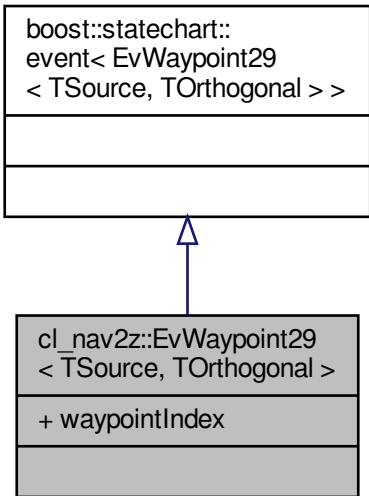 boost::statechart::
event< EvWaypoint29
< TSource, TOrthogonal > >
cl_nav2z::EvWaypoint29
< TSource, TOrthogonal >
+ waypointIndex